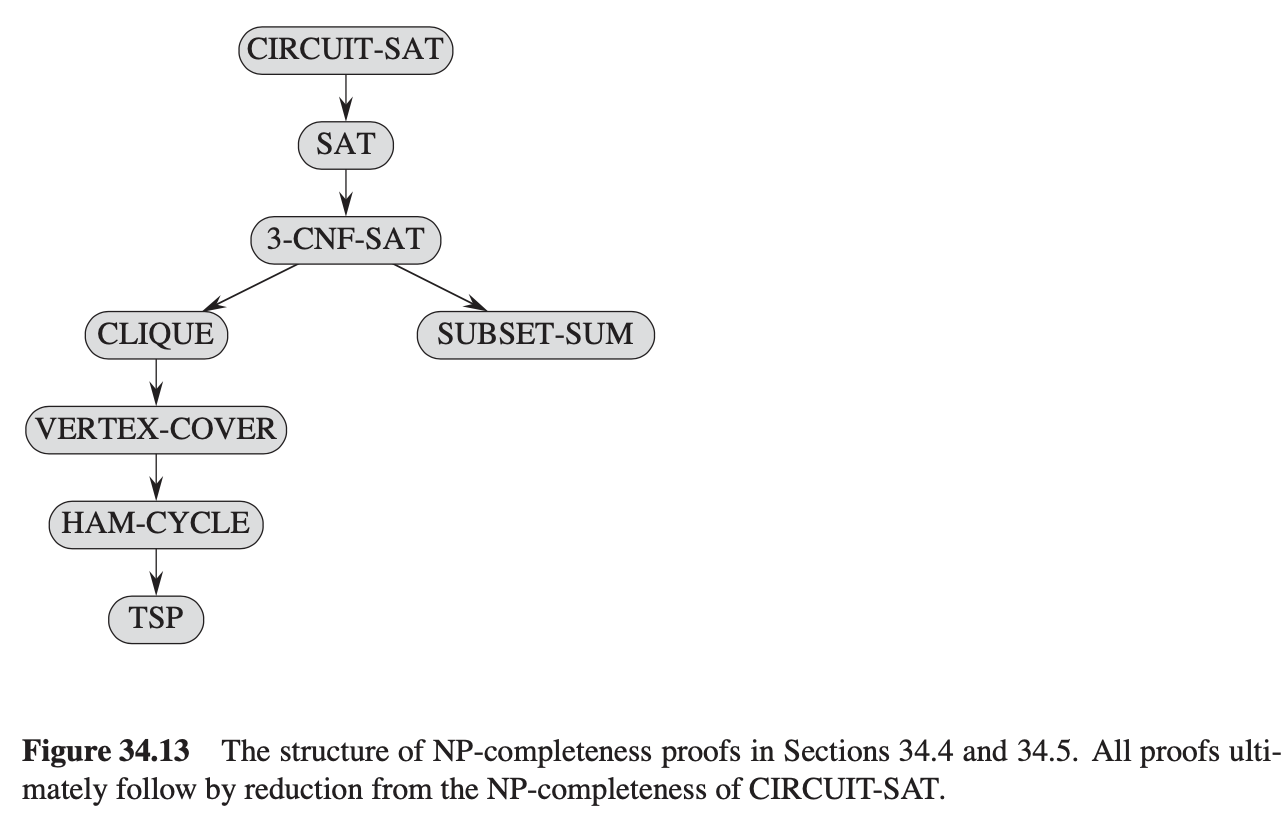 CIRCUIT-SAT
SAT
3-CNF-SAT
CLIQUE
SUBSET-SUM
VERTEX-COVER
HAM-CYCLE
TSP
Figure 34.13 The structure of NP-completeness proofs in Sections 34.4 and 34.5. All proofs ulti-
mately follow by reduction from the NP-completeness of CIRCUIT-SAT.